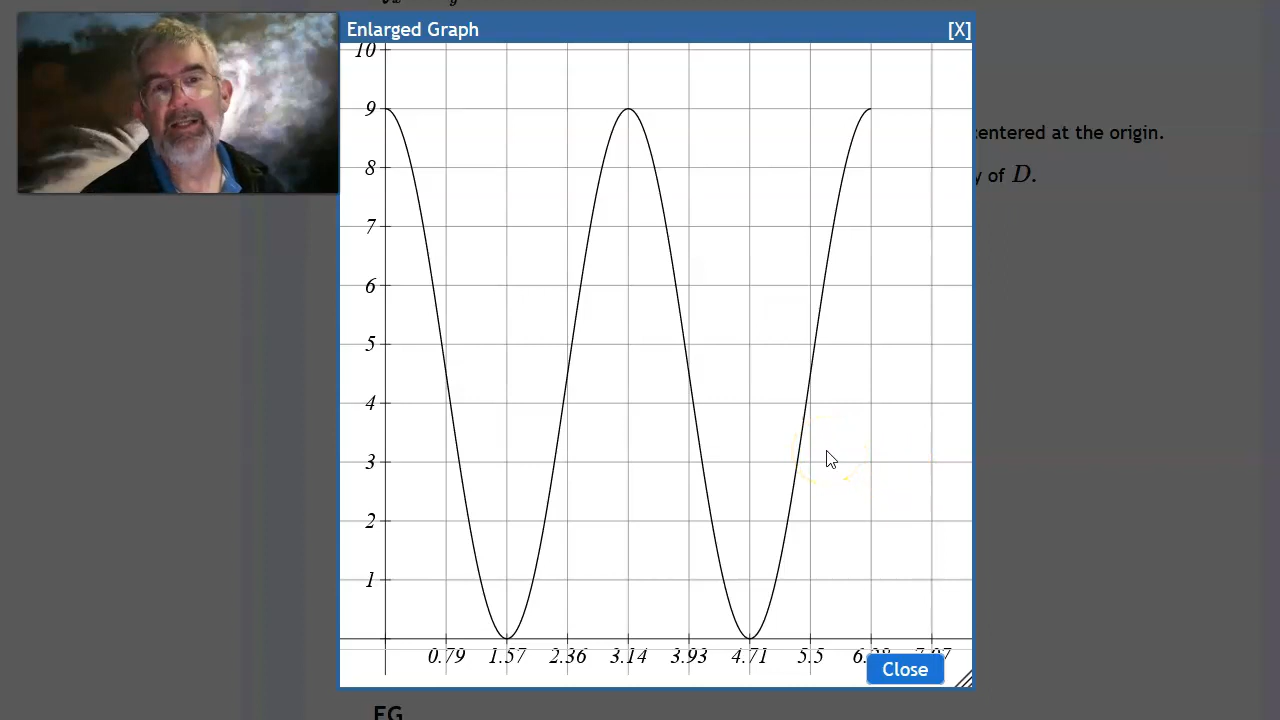 Enlarged Graph [X]
10
9
8
7
6
5
4
3
2
1
0.79 1.57 2.36 3.14 3.93 4.71 5.5
Close
centered at the origin.
of D.
EG